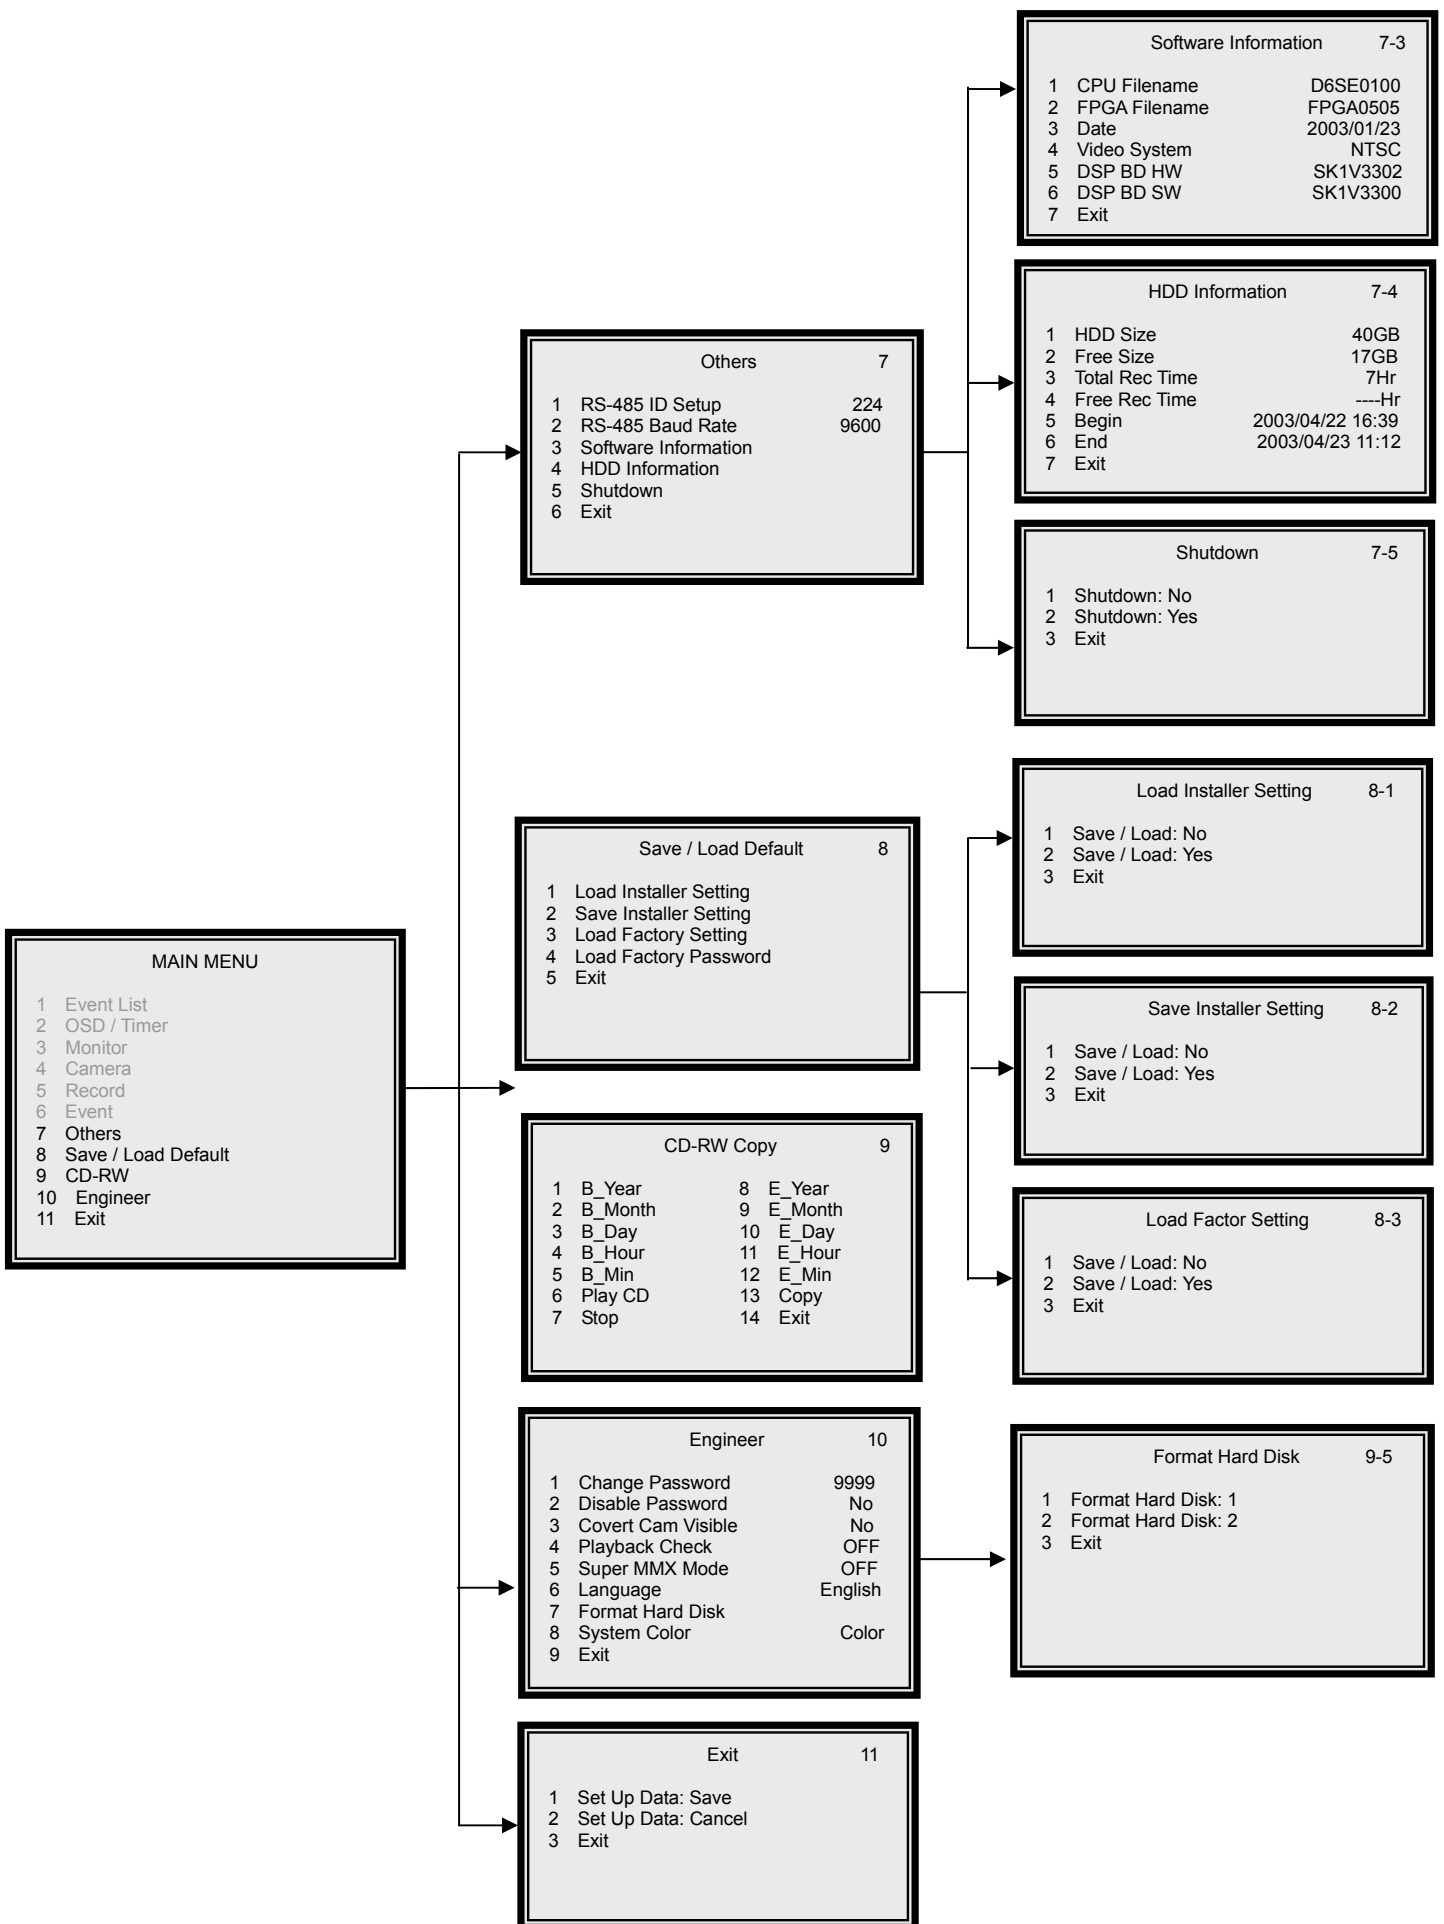 MAIN MENU
1 Event List
2 OSD / Timer
3 Monitor
4 Camera
5 Record
6 Event
7 Others
8 Save / Load Default
9 CD-RW
10 Engineer
11 Exit
Others 7
1 RS-485 ID Setup 224
2 RS-485 Baud Rate 9600
3 Software Information
4 HDD Information
5 Shutdown
6 Exit
Software Information 7-3
1 CPU Filename D6SE0100
2 FPGA Filename FPGA0505
3 Date 2003/01/23
4 Video System NTSC
5 DSP BD HW SK1V3302
6 DSP BD SW SK1V3300
7 Exit
HDD Information 7-4
1 HDD Size 40GB
2 Free Size 17GB
3 Total Rec Time 7Hr
4 Free Rec Time ----Hr
5 Begin 2003/04/22 16:39
6 End 2003/04/23 11:12
7 Exit
Shutdown 7-5
1 Shutdown: No
2 Shutdown: Yes
3 Exit
Save / Load Default 8
1 Load Installer Setting
2 Save Installer Setting
3 Load Factory Setting
4 Load Factory Password
5 Exit
Load Installer Setting 8-1
1 Save / Load: No
2 Save / Load: Yes
3 Exit
Save Installer Setting 8-2
1 Save / Load: No
2 Save / Load: Yes
3 Exit
Load Factor Setting 8-3
1 Save / Load: No
2 Save / Load: Yes
3 Exit
CD-RW Copy 9
1 B_Year 8 E_Year
2 B_Month 9 E_Month
3 B_Day 10 E_Day
4 B_Hour 11 E_Hour
5 B_Min 12 E_Min
6 Play CD 13 Copy
7 Stop 14 Exit
Engineer 10
1 Change Password 9999
2 Disable Password No
3 Covert Cam Visible No
4 Playback Check OFF
5 Super MMX Mode OFF
6 Language English
7 Format Hard Disk
8 System Color Color
9 Exit
Format Hard Disk 9-5
1 Format Hard Disk: 1
2 Format Hard Disk: 2
3 Exit
Exit 11
1 Set Up Data: Save
2 Set Up Data: Cancel
3 Exit